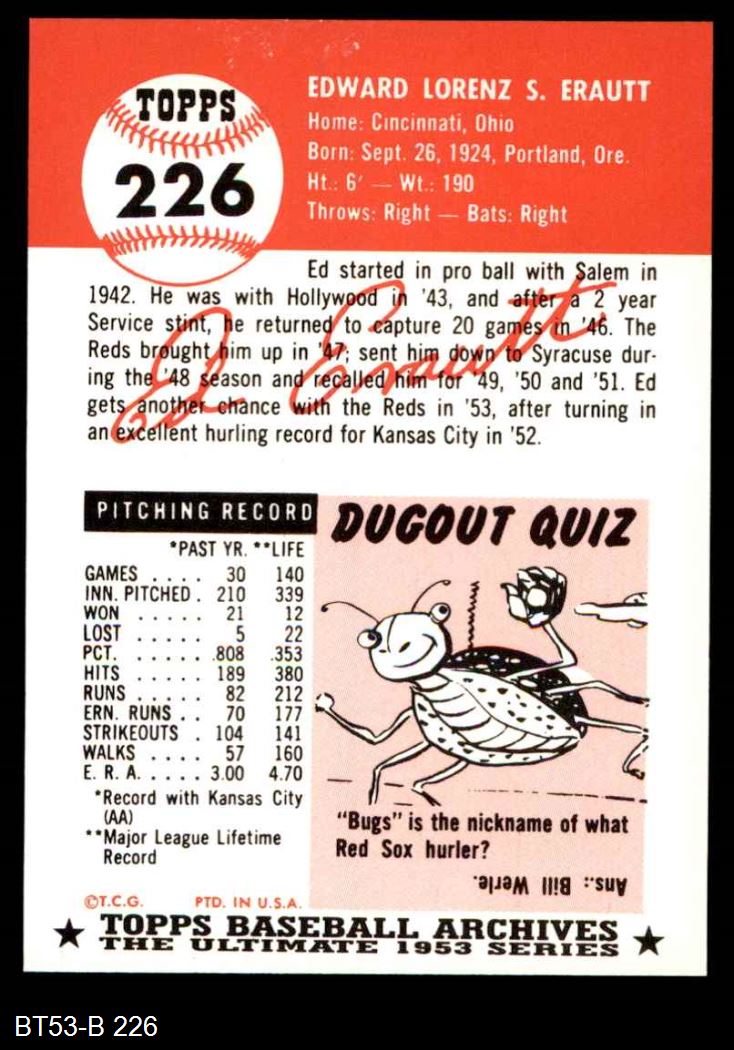 TOPPS
226
EDWARD LORENZ S. ERAUTT
Home: Cincinnati, Ohio
Born: Sept. 26, 1924, Portland, Ore.
Ht.: 6′ — Wt.: 190
Throws: Right — Bats: Right
Ed started in pro ball with Salem in
1942. He was with Hollywood in '43, and after a 2 year
Service stint, he returned to capture 20 games in '46. The
Reds brought him up in '47; sent him down to Syracuse dur-
ing the '48 season and recalled him for '49, '50 and '51. Ed
gets another chance with the Reds in '53, after turning in
an excellent hurling record for Kansas City in '52.
Ed Erautt
PITCHING RECORD
*PAST YR. **LIFE
GAMES . . . . 30 140
INN. PITCHED . 210 339
WON . . . . . 21 12
LOST . . . . . 5 22
PCT. . . . . . . .808 .353
HITS . . . . . 189 380
RUNS . . . . . 82 212
ERN. RUNS . . 70 177
STRIKEOUTS . 104 141
WALKS . . . . 57 160
E. R. A. . . . . . 3.00 4.70
*Record with Kansas City
(AA)
**Major League Lifetime
Record
DUGOUT QUIZ
"Bugs" is the nickname of what
Red Sox hurler?
Ans.: Bill Werle.
©T.C.G. PTD. IN U.S.A.
★ TOPPS BASEBALL ARCHIVES ★
THE ULTIMATE 1953 SERIES
BT53-B 226